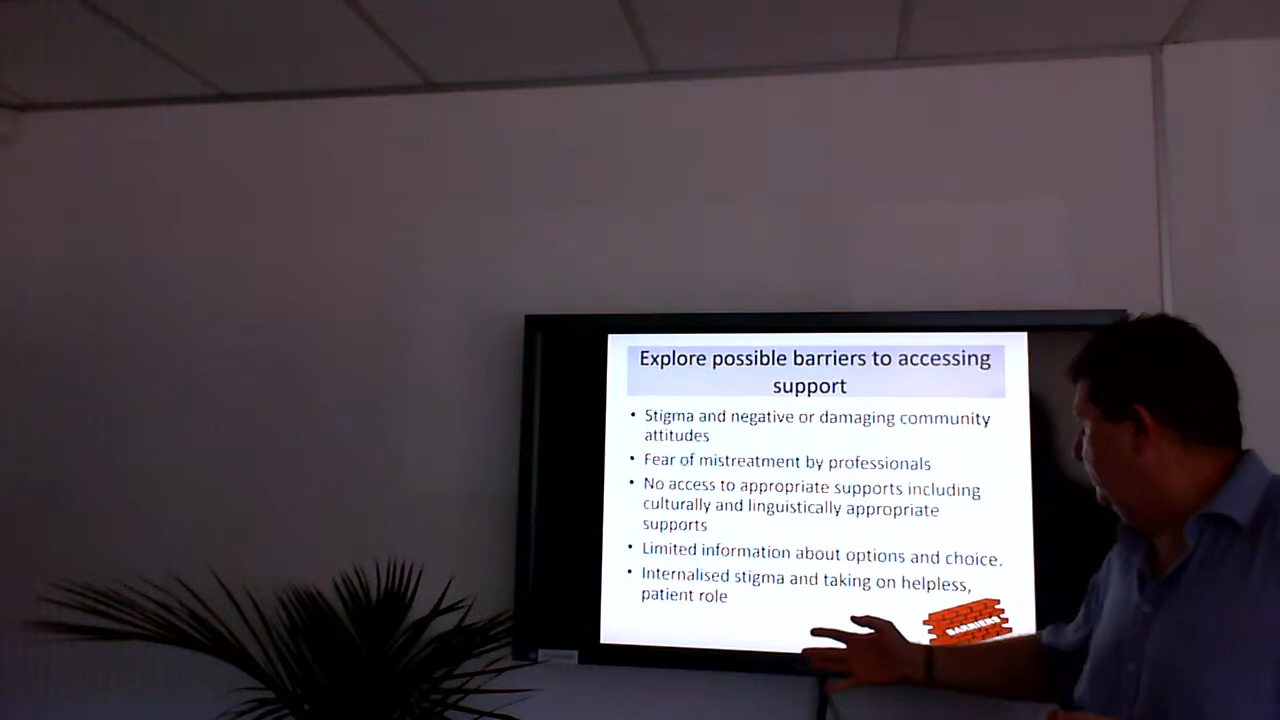 Explore possible barriers to accessing
support
• Stigma and negative or damaging community
attitudes
• Fear of mistreatment by professionals
• No access to appropriate supports including
culturally and linguistically appropriate
supports
• Limited information about options and choice.
• Internalised stigma and taking on helpless,
patient role
BARRIERS